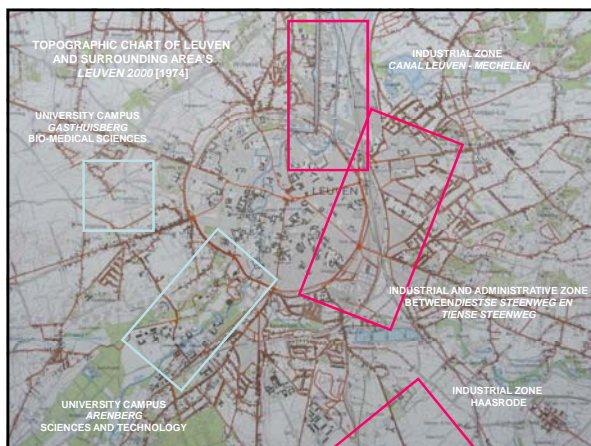 TOPOGRAPHIC CHART OF LEUVEN
AND SURROUNDING AREA'S
LEUVEN 2000 [1974]
INDUSTRIAL ZONE
CANAL LEUVEN - MECHELEN
UNIVERSITY CAMPUS
GASTHUISBERG
BIO-MEDICAL SCIENCES
LEUVEN
INDUSTRIAL AND ADMINISTRATIVE ZONE
BETWEENDIESTSE STEENWEG EN
TIENSE STEENWEG
UNIVERSITY CAMPUS
ARENBERG
SCIENCES AND TECHNOLOGY
INDUSTRIAL ZONE
HAASRODE